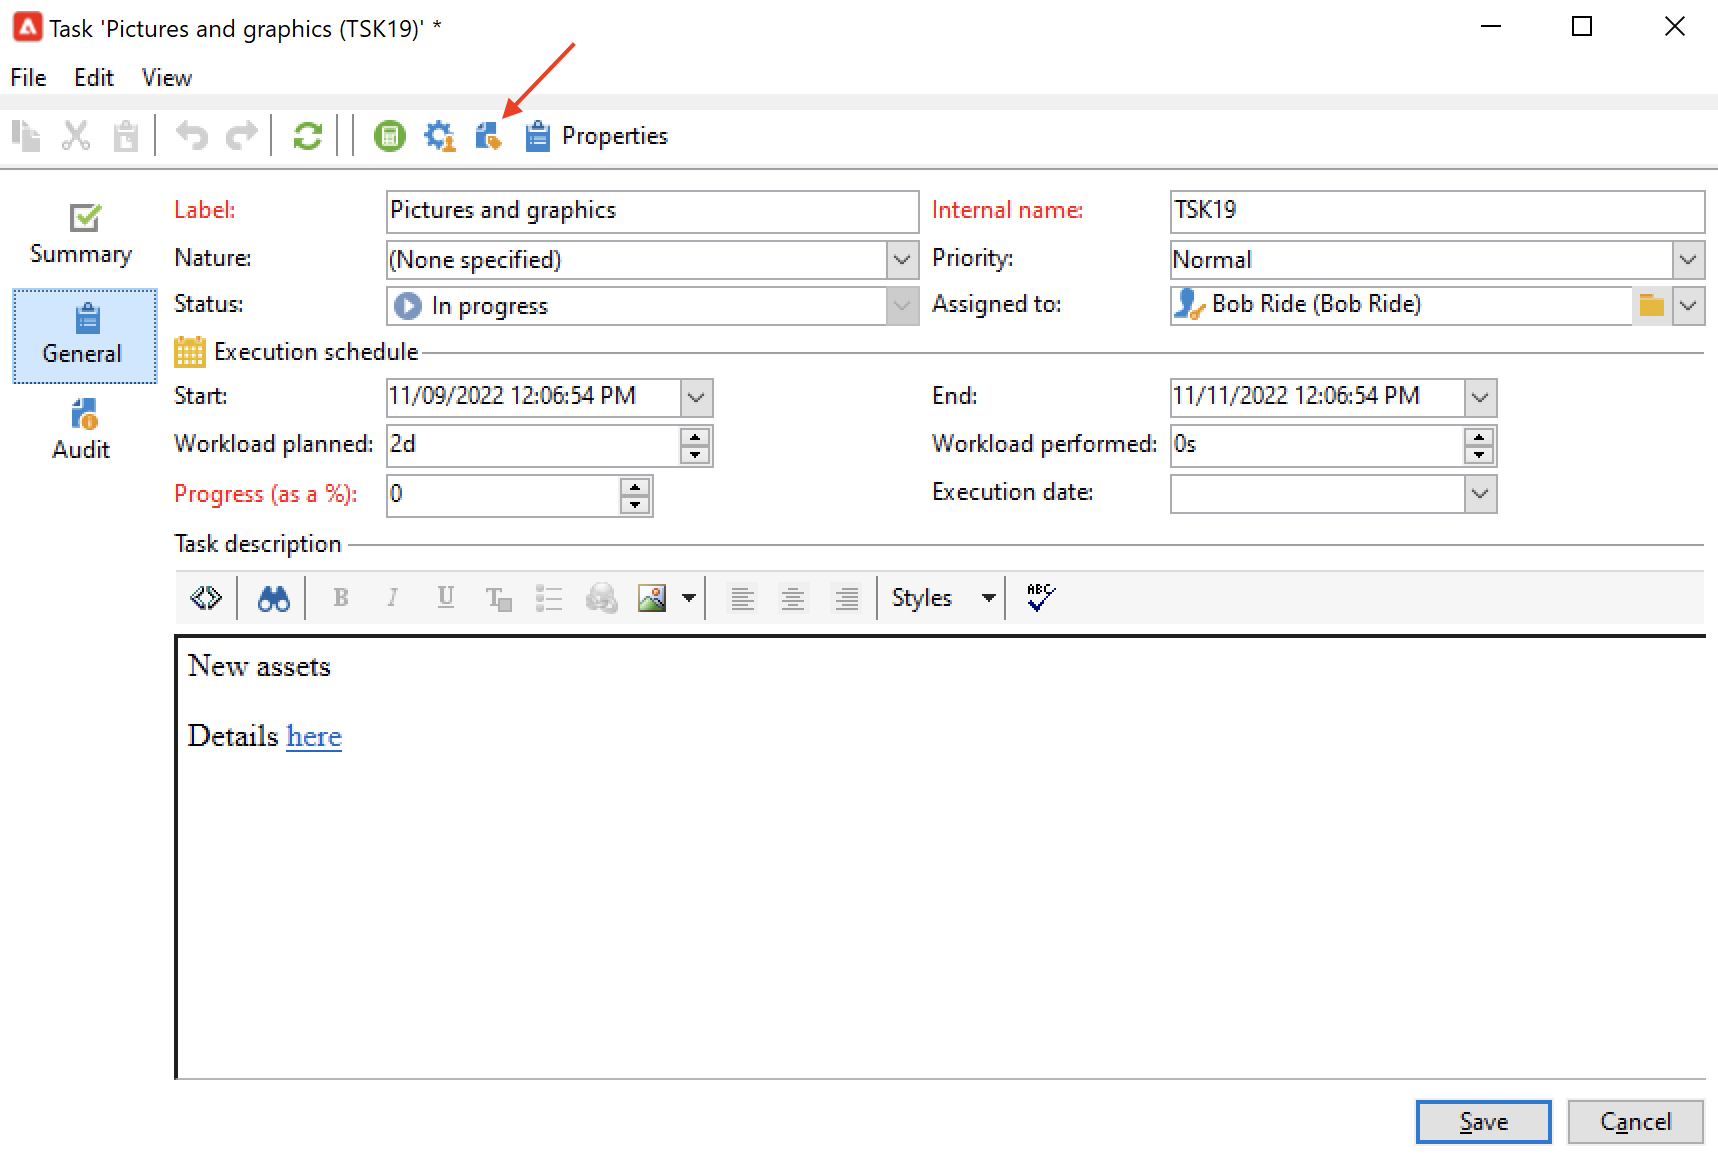 Task 'Pictures and graphics (TSK19)' *
File Edit View
Properties
Summary
General
Audit
Label: Pictures and graphics Internal name: TSK19
Nature: (None specified) Priority: Normal
Status: In progress Assigned to: Bob Ride (Bob Ride)
Execution schedule
Start: 11/09/2022 12:06:54 PM End: 11/11/2022 12:06:54 PM
Workload planned: 2d Workload performed: 0s
Progress (as a %): 0 Execution date:
Task description
B I U T Styles ABC
New assets
Details here
Save Cancel